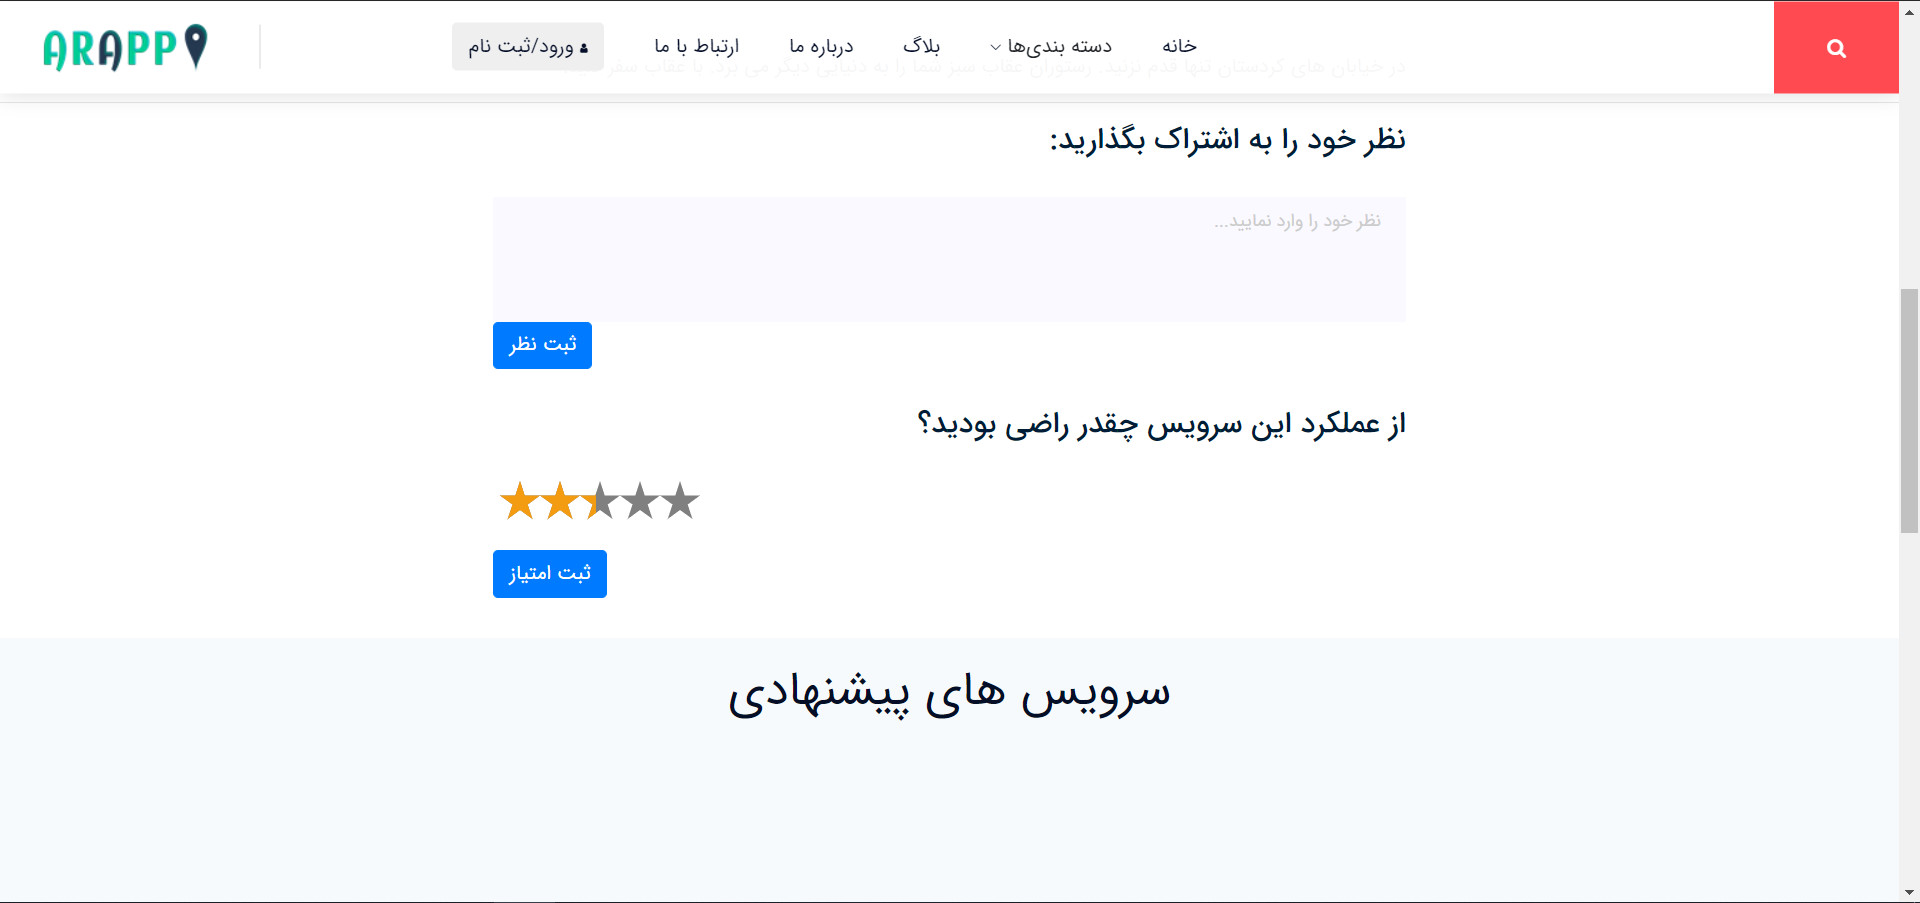 خانه
دسته بندی‌ها
بلاگ
درباره ما
ارتباط با ما
ورود/ثبت نام
ARAPP
در خیابان های کردستان تنها قدم نزنید رستوران عقاب سبز شما را به دنیایی دیگر می برد با عقاب سفر
نظر خود را به اشتراک بگذارید:
نظر خود را وارد نمایید...
ثبت نظر
از عملکرد این سرویس چقدر راضی بودید؟
ثبت امتیاز
سرویس های پیشنهادی